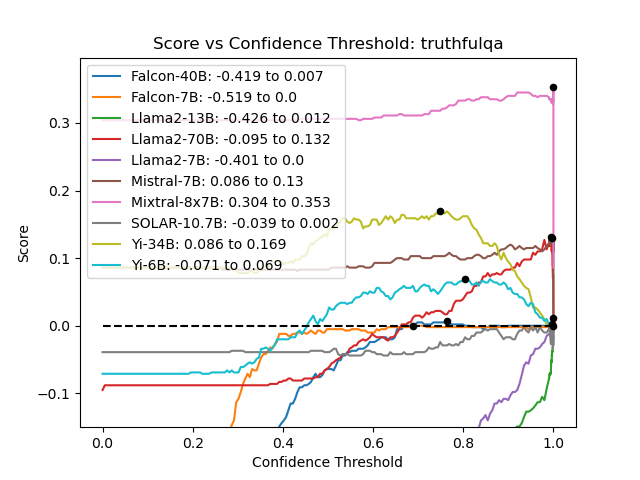 Score vs Confidence Threshold: truthfulqa
Falcon-40B: -0.419 to 0.007
Falcon-7B: -0.519 to 0.0
Llama2-13B: -0.426 to 0.012
Llama2-70B: -0.095 to 0.132
Llama2-7B: -0.401 to 0.0
Mistral-7B: 0.086 to 0.13
Mixtral-8x7B: 0.304 to 0.353
SOLAR-10.7B: -0.039 to 0.002
Yi-34B: 0.086 to 0.169
Yi-6B: -0.071 to 0.069
Score
0.3
0.2
0.1
0.0
−0.1
0.0 0.2 0.4 0.6 0.8 1.0
Confidence Threshold